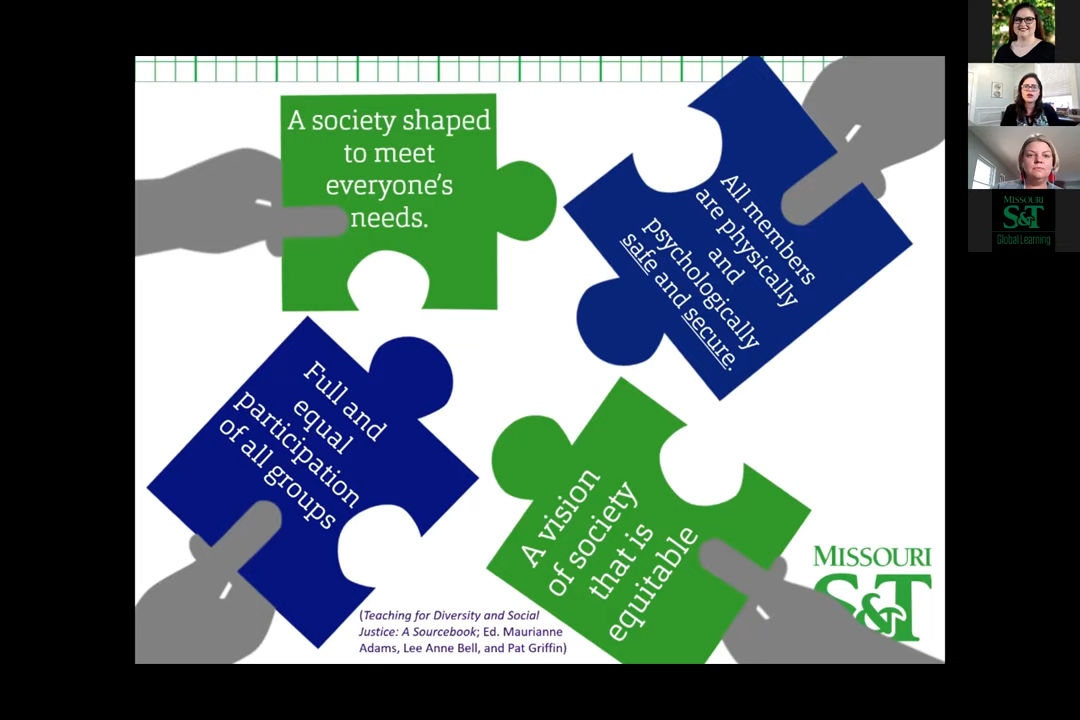 A society shaped
to meet
everyone's
needs.
All members
are physically
and
psychologically
safe and secure.
Full and
equal
participation
of all groups
A vision
of society
that is
equitable
(Teaching for Diversity and Social
Justice: A Sourcebook; Ed. Maurianne
Adams, Lee Anne Bell, and Pat Griffin)
MISSOURI
S&T
MISSOURI
S&T
Global Learning